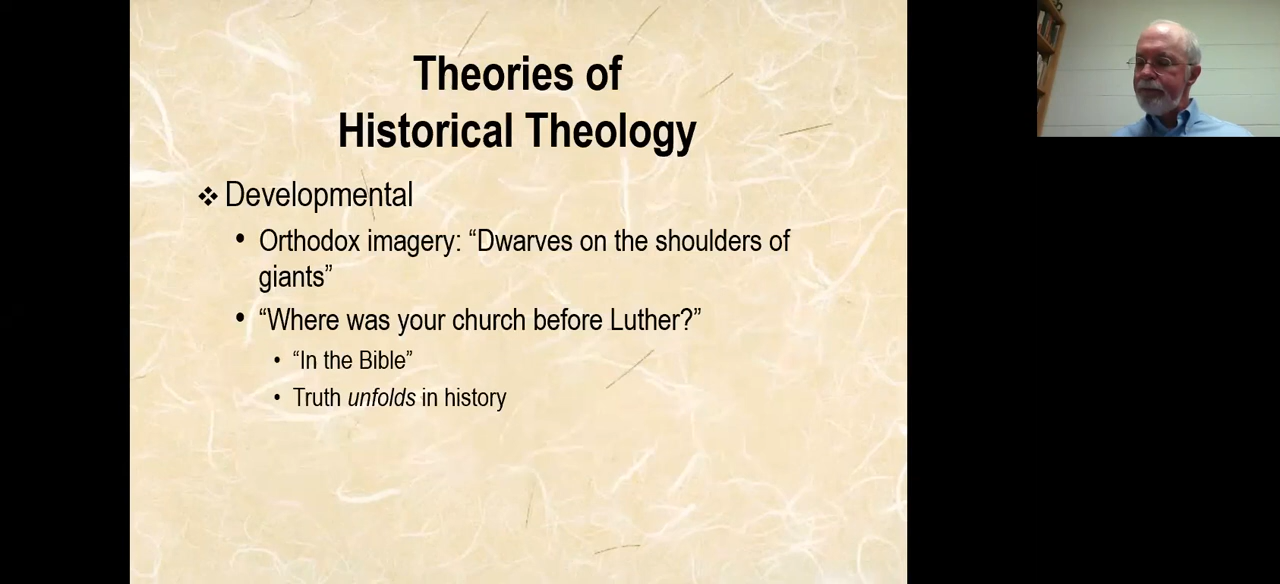 Theories of
Historical Theology
❖ Developmental
• Orthodox imagery: “Dwarves on the shoulders of
giants”
• “Where was your church before Luther?”
• “In the Bible”
• Truth unfolds in history